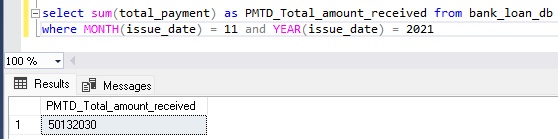 select sum(total_payment) as PMTD_Total_amount_received from bank_loan_db
where MONTH(issue_date) = 11 and YEAR(issue_date) = 2021
100 %
Results Messages
PMTD_Total_amount_received
1 50132030